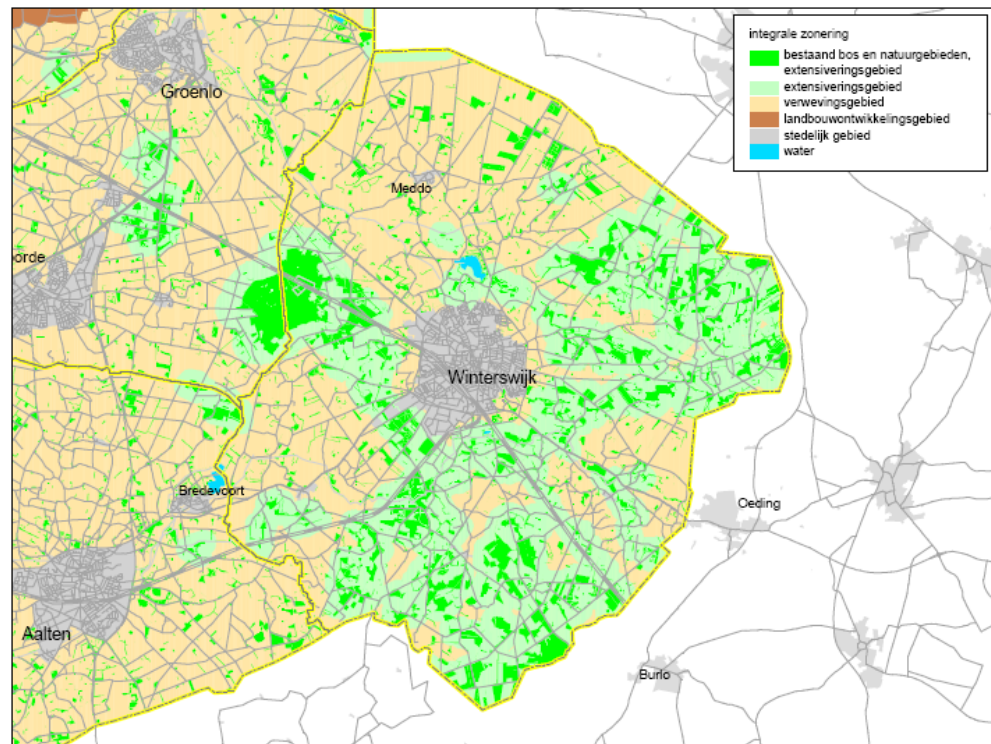 integrale zonering
bestaand bos en natuurgebieden,
extensiveringsgebied
extensiveringsgebied
verwevingsgebied
landbouwontwikkelingsgebied
stedelijk gebied
water
Groenlo
Meddo
orde
Winterswijk
Bredevoort
Oeding
Aalten
Burlo